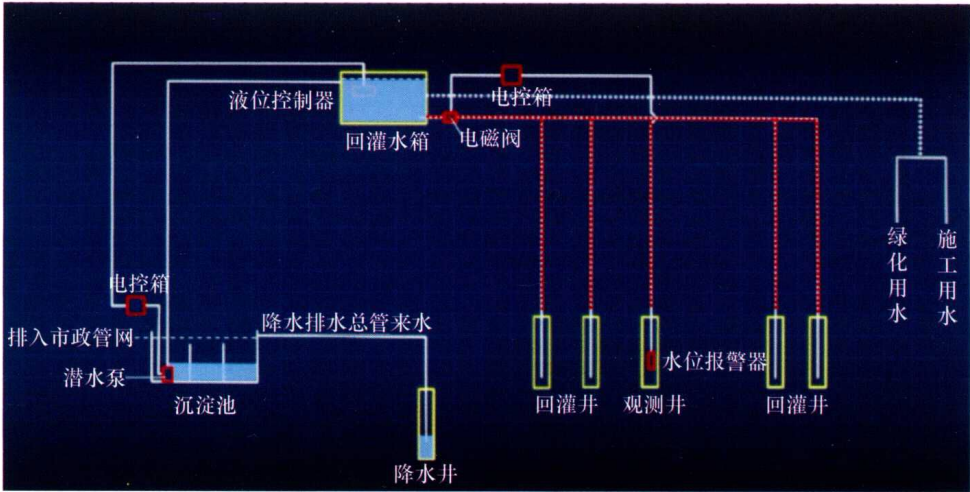 液位控制器
电控箱
回灌水箱
电磁阀
绿化用水
施工用水
电控箱
降水排水总管来水
排入市政管网
水位报警器
潜水泵
沉淀池
回灌井
观测井
回灌井
降水井